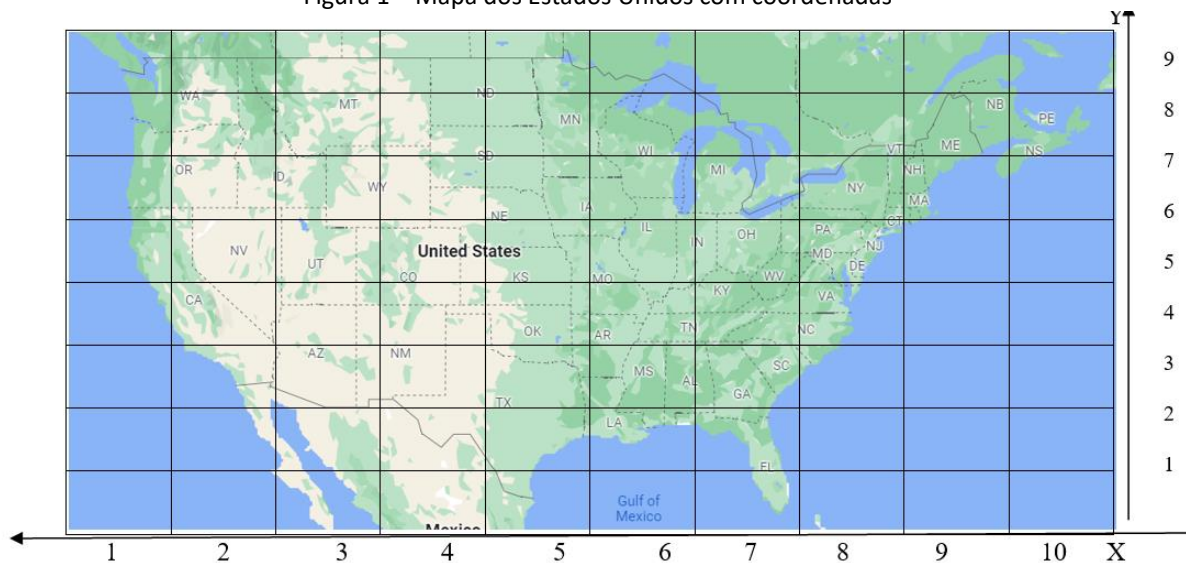 Figura 1 – Mapa dos Estados Unidos com coordenadas
Y
9
WA MT ND NB 8
MN PE
WI VT ME NS
OR ID SD MI NH 7
WY NY
NE IA MA 6
IL CT
NV United States IN OH PA NJ
UT CO KS MO MD DE 5
KY WV
CA VA 4
OK AR TN NC
AZ NM 3
MS AL SC
TX GA 2
LA
FL 1
Gulf of
Mexico
Mexico
1 2 3 4 5 6 7 8 9 10 X